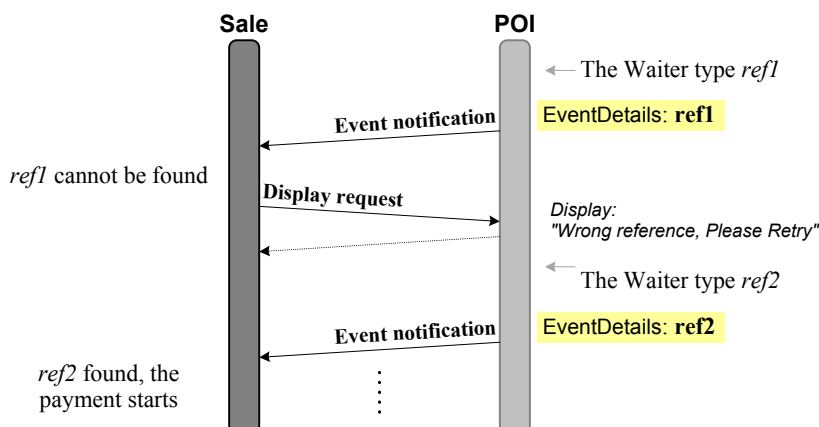 Sale
POI
The Waiter type ref1
Event notification
EventDetails: ref1
ref1 cannot be found
Display request
Display:
"Wrong reference, Please Retry"
The Waiter type ref2
Event notification
EventDetails: ref2
ref2 found, the
payment starts